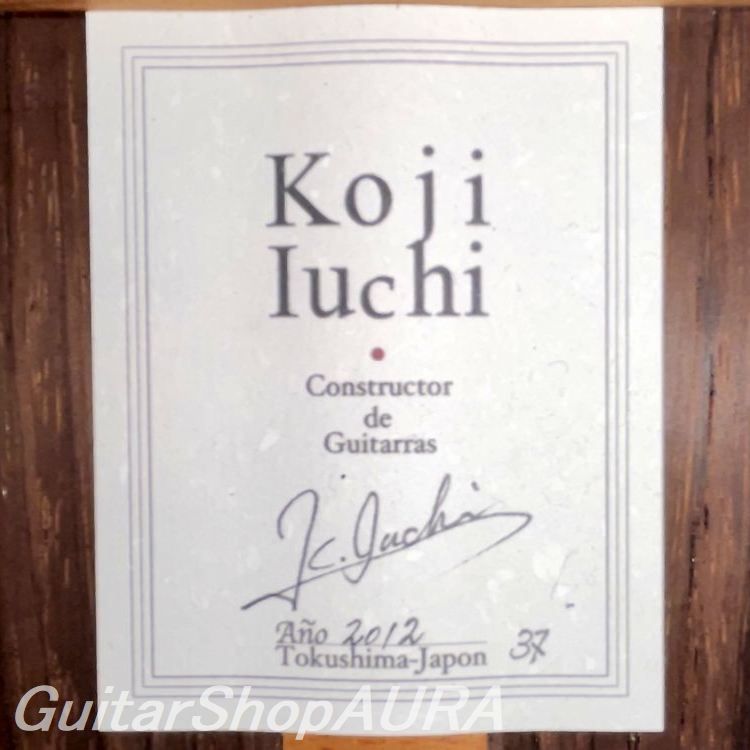 Koji
Iuchi
Constructor
de
Guitarras
K. Iuchi
Año 2012
Tokushima-Japon 37
GuitarShopAURA